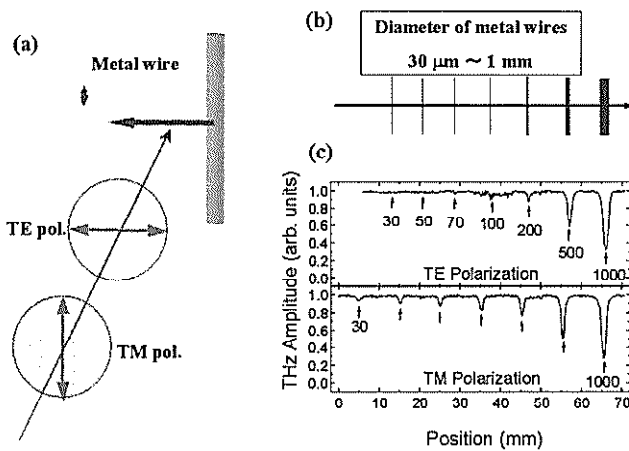 (a)
Metal wire
TE pol.
TM pol.
(b)
Diameter of metal wires
30 μm ~ 1 mm
(c)
THz Amplitude (arb. units)
1.0
0.8
0.6
0.4
0.2
0.0
30 50 70 100 200 500 1000
TE Polarization
1.0
0.8
0.6
0.4
0.2
0.0
30 1000
TM Polarization
0 10 20 30 40 50 60 70
Position (mm)